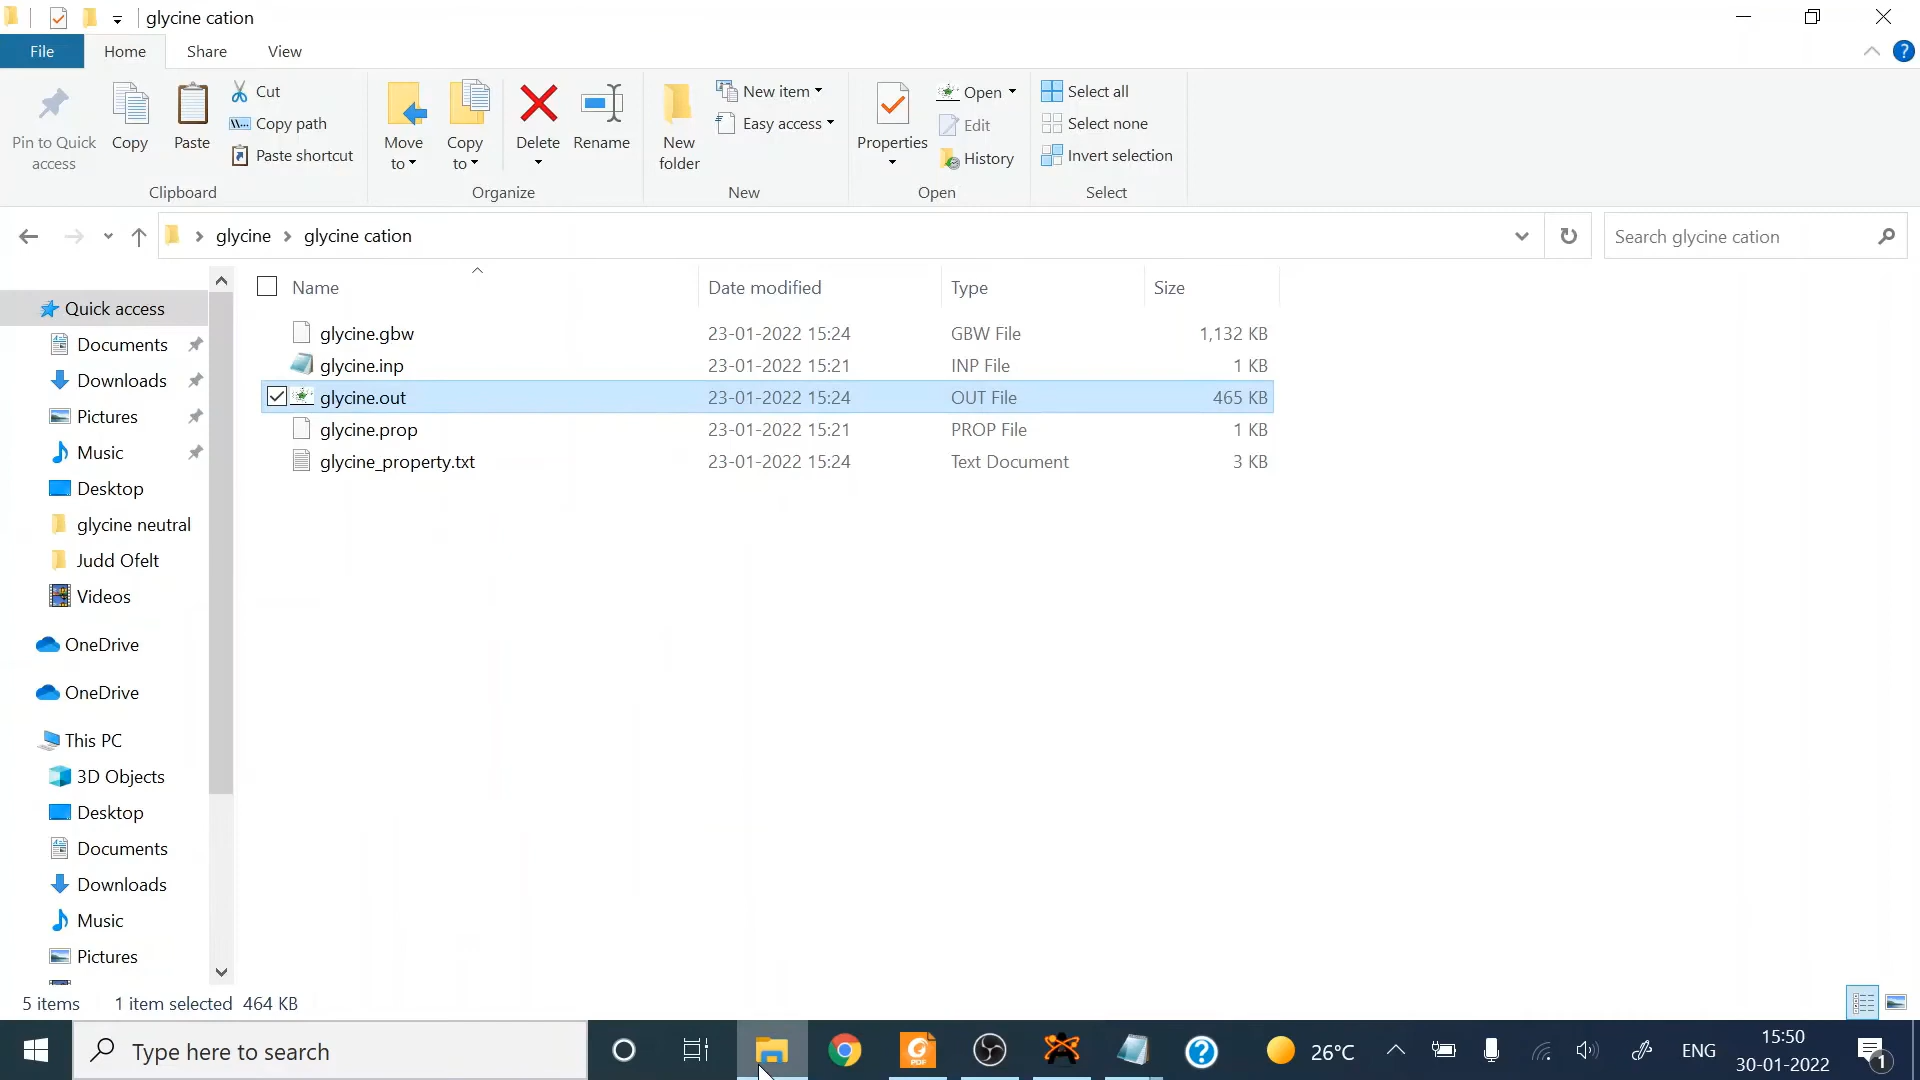 glycine cation
File Home Share View
Pin to Quick access
Copy
Paste
Cut
Copy path
Paste shortcut
Clipboard
Move to
Copy to
Delete
Rename
Organize
New folder
New item
Easy access
New
Properties
Open
Edit
History
Open
Select all
Select none
Invert selection
Select
glycine glycine cation
Search glycine cation
Name Date modified Type Size
glycine.gbw 23-01-2022 15:24 GBW File 1,132 KB
glycine.inp 23-01-2022 15:21 INP File 1 KB
glycine.out 23-01-2022 15:24 OUT File 465 KB
glycine.prop 23-01-2022 15:21 PROP File 1 KB
glycine_property.txt 23-01-2022 15:24 Text Document 3 KB
Quick access
Documents
Downloads
Pictures
Music
Desktop
glycine neutral
Judd Ofelt
Videos
OneDrive
OneDrive
This PC
3D Objects
Desktop
Documents
Downloads
Music
Pictures
5 items 1 item selected 464 KB
Type here to search
PDF
26°C
ENG
15:50
30-01-2022
1